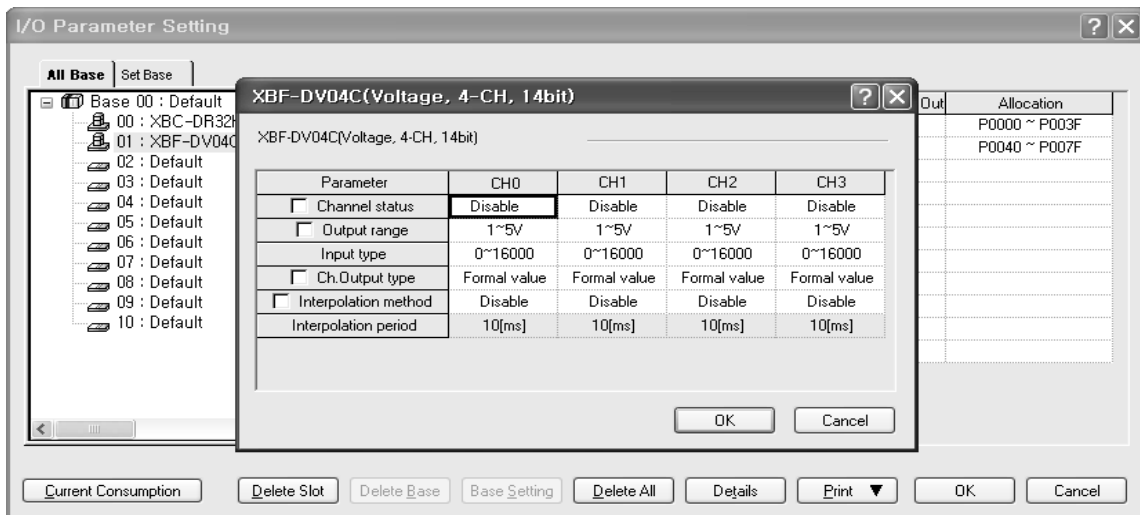 I/O Parameter Setting
All Base Set Base
Base 00 : Default
00 : XBC-DR32H
01 : XBF-DV04C
02 : Default
03 : Default
04 : Default
05 : Default
06 : Default
07 : Default
08 : Default
09 : Default
10 : Default
XBF-DV04C(Voltage, 4-CH, 14bit)
XBF-DV04C(Voltage, 4-CH, 14bit)
Parameter CH0 CH1 CH2 CH3
Channel status Disable Disable Disable Disable
Output range 1~5V 1~5V 1~5V 1~5V
Input type 0~16000 0~16000 0~16000 0~16000
Ch.Output type Formal value Formal value Formal value Formal value
Interpolation method Disable Disable Disable Disable
Interpolation period 10[ms] 10[ms] 10[ms] 10[ms]
OK Cancel
Out Allocation
P0000 ~ P003F
P0040 ~ P007F
Current Consumption Delete Slot Delete Base Base Setting Delete All Details Print ▼ OK Cancel